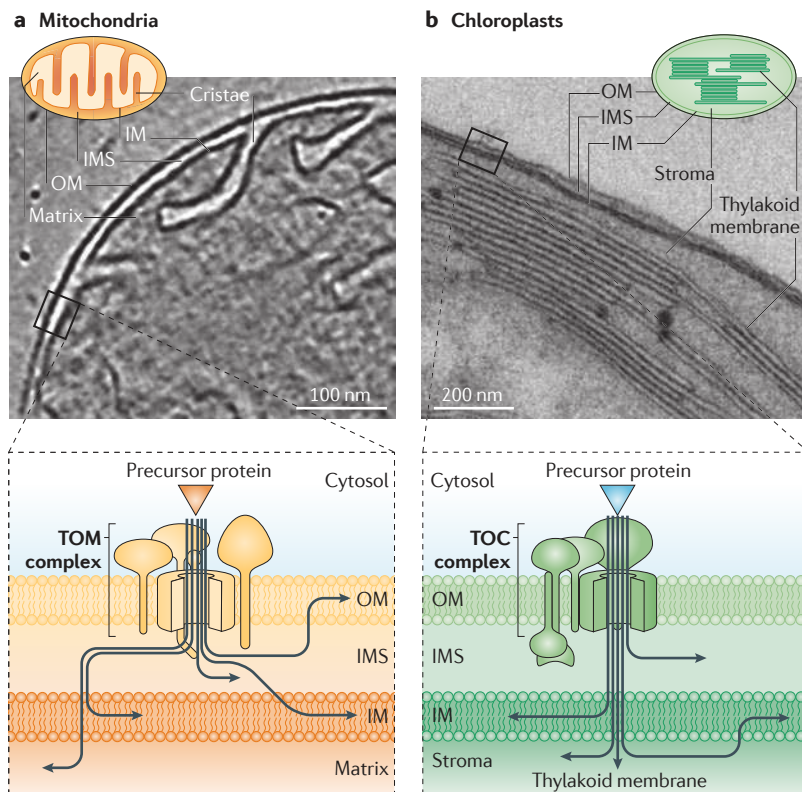 a Mitochondria
Cristae
IM
IMS
OM
Matrix
100 nm
Precursor protein
Cytosol
TOM
complex
OM
IMS
IM
Matrix
b Chloroplasts
OM
IMS
IM
Stroma
Thylakoid
membrane
200 nm
Precursor protein
Cytosol
TOC
complex
OM
IMS
IM
Stroma
Thylakoid membrane